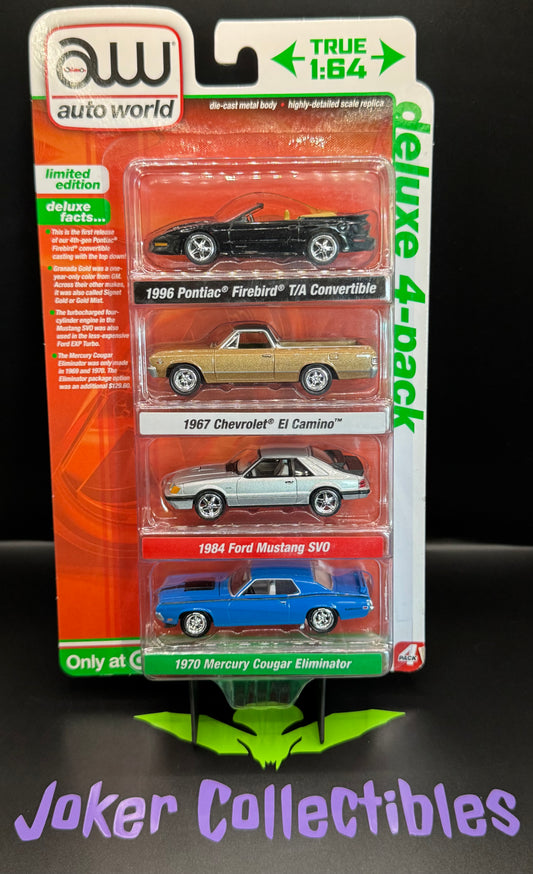 aw
auto world
TRUE
1:64
die-cast metal body • highly-detailed scale replica
deluxe 4-pack
limited
edition
deluxe
facts...
• This is the first release
of our 4th-gen Pontiac®
Firebird® convertible
casting with the top down!
• Granada Gold was a one-
year-only color from GM.
Across their other makes,
it was also called Signet
Gold or Gold Mist.
• The turbocharged four-
cylinder engine in the
Mustang SVO was also
used in the less-expensive
Ford EXP Turbo.
• The Mercury Cougar
Eliminator was only made
in 1969 and 1970. The
Eliminator package option
was an additional $129.60.
1996 Pontiac® Firebird® T/A Convertible
1967 Chevrolet® El Camino™
1984 Ford Mustang SVO
1970 Mercury Cougar Eliminator
Only at
4
PACK
Joker Collectibles